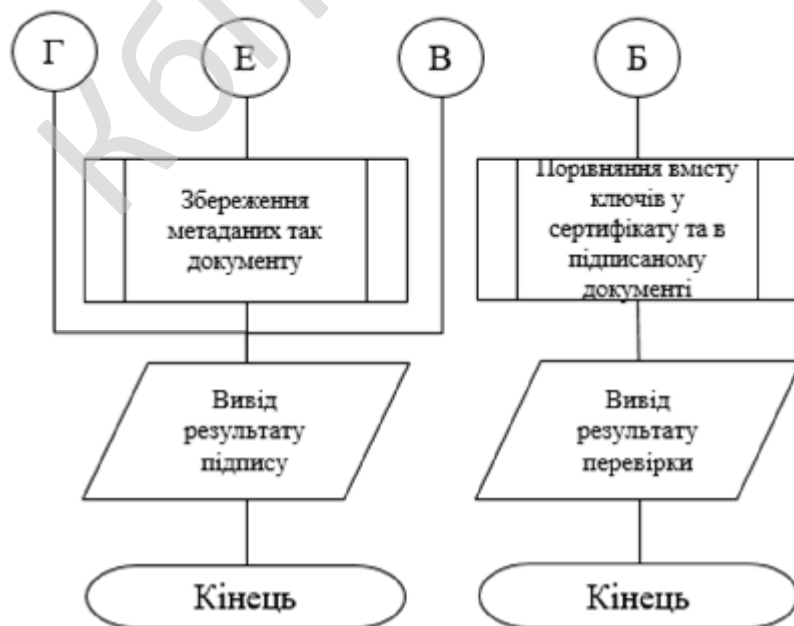 Г
Е
В
Б
Збереження
метаданих так
документу
Порівняння вмісту
ключів у
сертифікату та в
підписаному
документі
Вивід
результату
підпису
Вивід
результату
перевірки
Кінець
Кінець